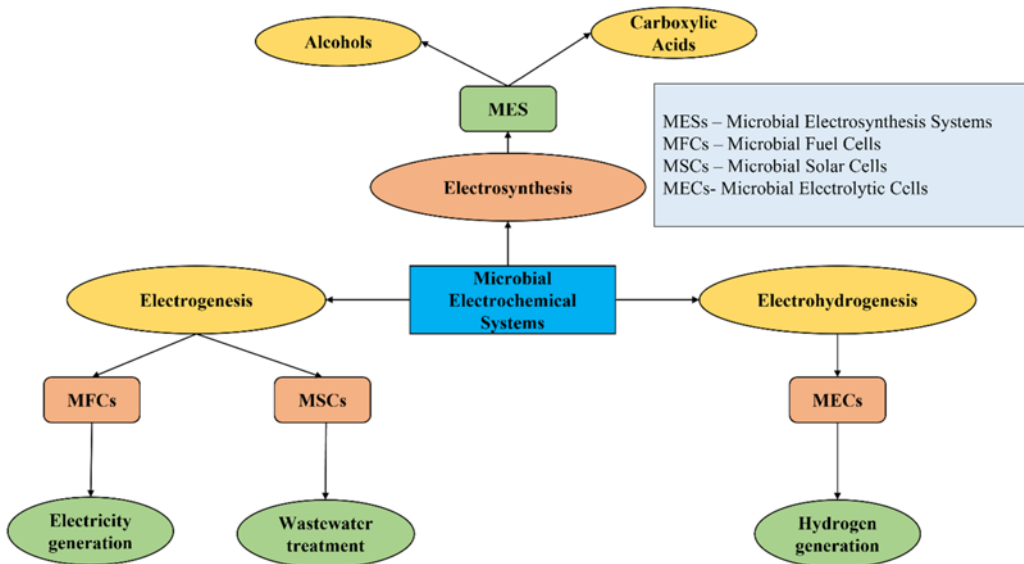 Alcohols
Carboxylic
Acids
MES
MESs – Microbial Electrosynthesis Systems
MFCs – Microbial Fuel Cells
MSCs – Microbial Solar Cells
MECs- Microbial Electrolytic Cells
Electrosynthesis
Electrogenesis
Microbial
Electrochemical
Systems
Electrohydrogenesis
MFCs
MSCs
MECs
Electricity
generation
Wastewater
treatment
Hydrogen
generation